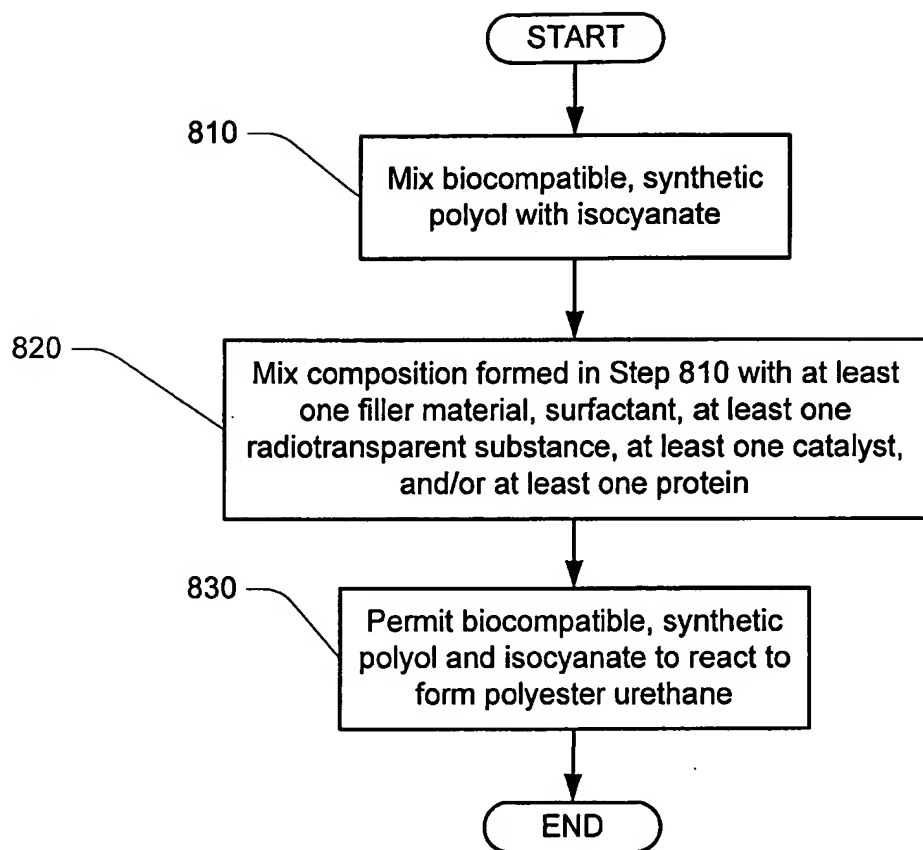 START
810
Mix biocompatible, synthetic
polyol with isocyanate
820
Mix composition formed in Step 810 with at least
one filler material, surfactant, at least one
radiotransparent substance, at least one catalyst,
and/or at least one protein
830
Permit biocompatible, synthetic
polyol and isocyanate to react to
form polyester urethane
END